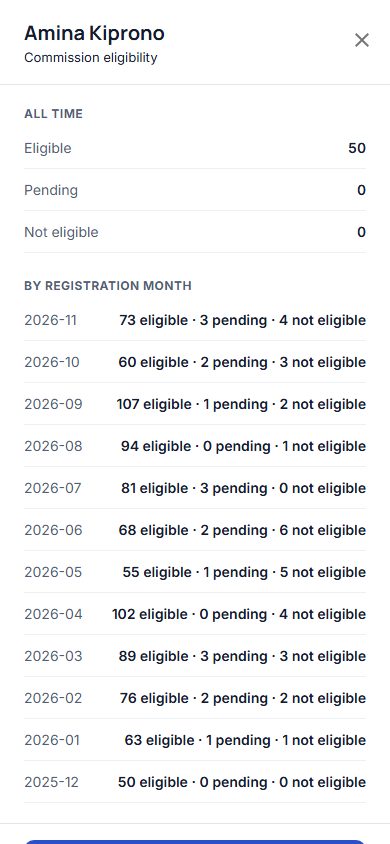 Amina Kiprono
Commission eligibility
ALL TIME
Eligible 50
Pending 0
Not eligible 0
BY REGISTRATION MONTH
2026-11 73 eligible · 3 pending · 4 not eligible
2026-10 60 eligible · 2 pending · 3 not eligible
2026-09 107 eligible · 1 pending · 2 not eligible
2026-08 94 eligible · 0 pending · 1 not eligible
2026-07 81 eligible · 3 pending · 0 not eligible
2026-06 68 eligible · 2 pending · 6 not eligible
2026-05 55 eligible · 1 pending · 5 not eligible
2026-04 102 eligible · 0 pending · 4 not eligible
2026-03 89 eligible · 3 pending · 3 not eligible
2026-02 76 eligible · 2 pending · 2 not eligible
2026-01 63 eligible · 1 pending · 1 not eligible
2025-12 50 eligible · 0 pending · 0 not eligible